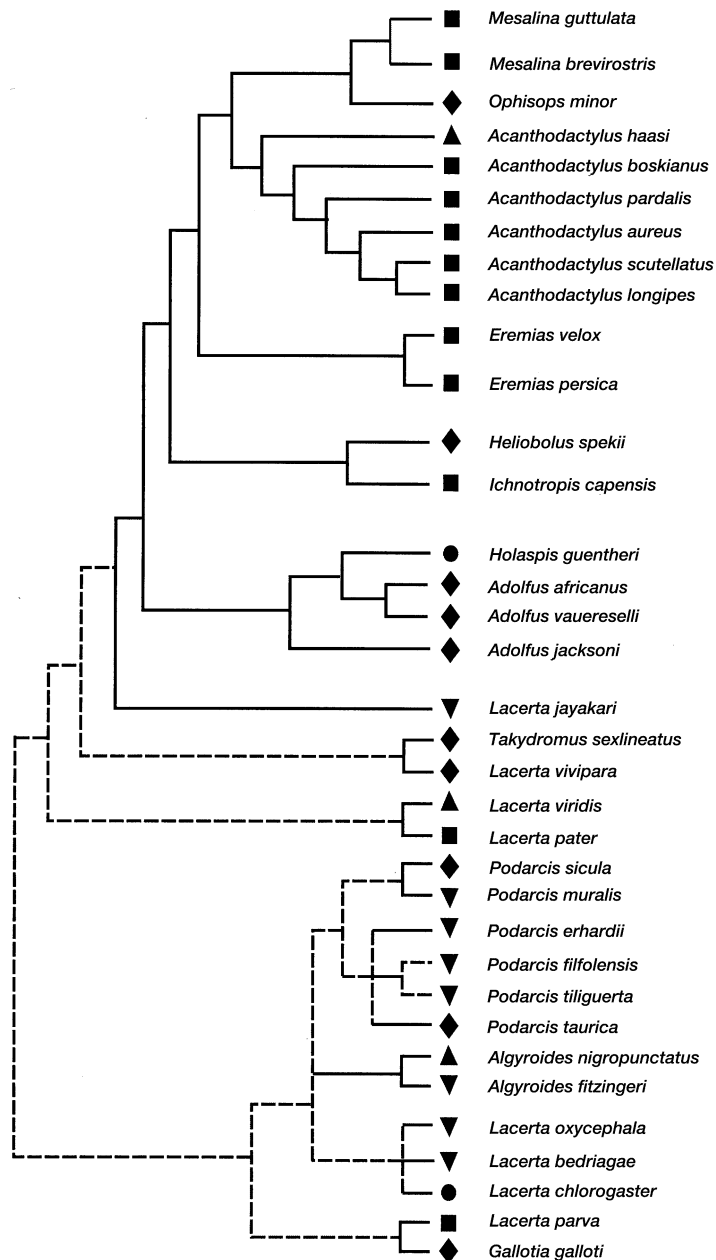 Mesalina guttulata
Mesalina brevirostris
Ophisops minor
Acanthodactylus haasi
Acanthodactylus boskianus
Acanthodactylus pardalis
Acanthodactylus aureus
Acanthodactylus scutellatus
Acanthodactylus longipes
Eremias velox
Eremias persica
Heliobolus spekii
Ichnotropis capensis
Holaspis guentheri
Adolfus africanus
Adolfus vauereselli
Adolfus jacksoni
Lacerta jayakari
Takydromus sexlineatus
Lacerta vivipara
Lacerta viridis
Lacerta pater
Podarcis sicula
Podarcis muralis
Podarcis erhardii
Podarcis filfolensis
Podarcis tiliguerta
Podarcis taurica
Algyroides nigropunctatus
Algyroides fitzingeri
Lacerta oxycephala
Lacerta bedriagae
Lacerta chlorogaster
Lacerta parva
Gallotia galloti